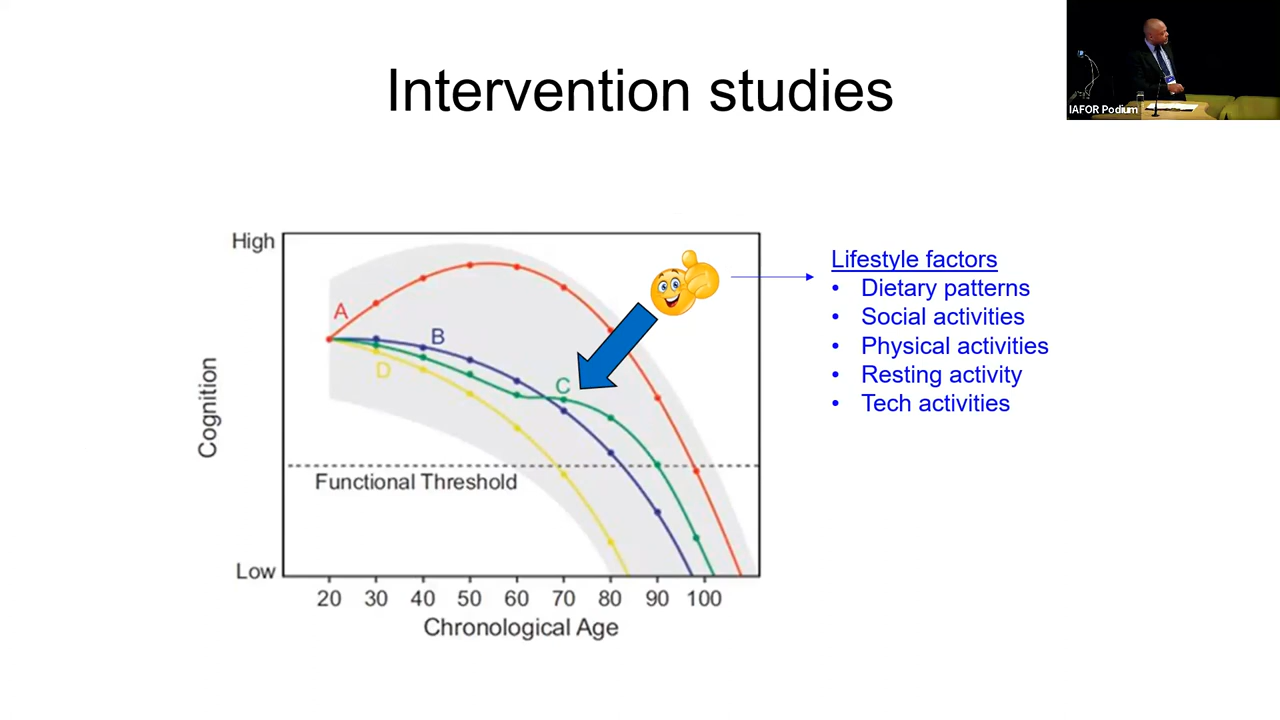 Intervention studies
IAFOR Podium
High
A
B
D
C
Cognition
Functional Threshold
Low
20 30 40 50 60 70 80 90 100
Chronological Age
Lifestyle factors
• Dietary patterns
• Social activities
• Physical activities
• Resting activity
• Tech activities